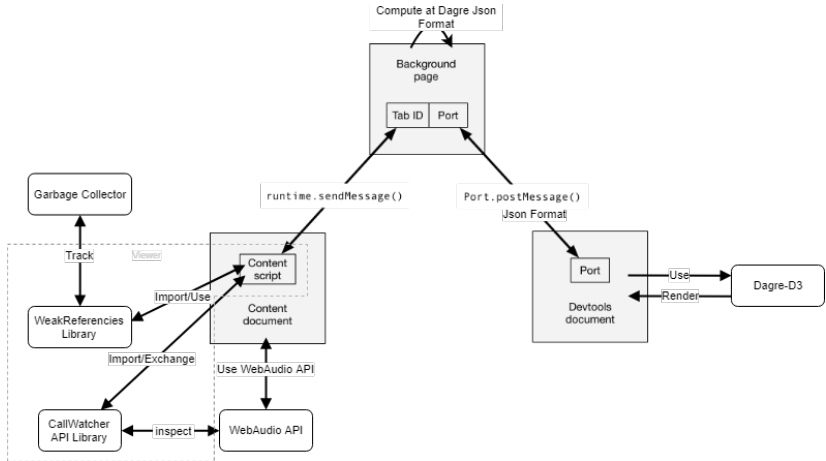 Compute at Dagre Json
Format
Background
page
Tab ID
Port
runtime.sendMessage()
Port.postMessage()
Json Format
Garbage Collector
Track
Viewer
Content
script
Port
Use
Render
Dagre-D3
Import/Use
WeakReferencies
Library
Content
document
Devtools
document
Import/Exchange
Use WebAudio API
CallWatcher
API Library
inspect
WebAudio API